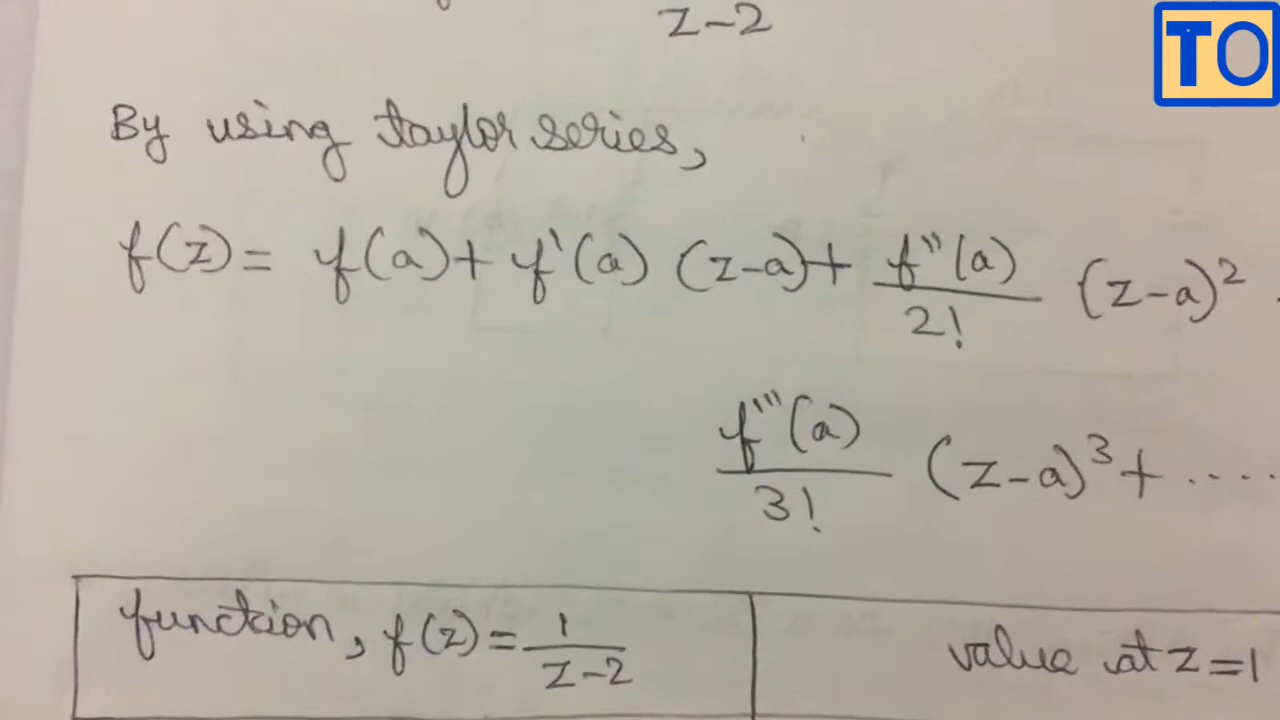 z-2
TO
By using taylor series,
f(z) = f(a) + f'(a) (z-a) + f''(a)/2! (z-a)²
f'''(a)/3! (z-a)³ + ....
function, f(z) = 1/z-2
value at z = 1